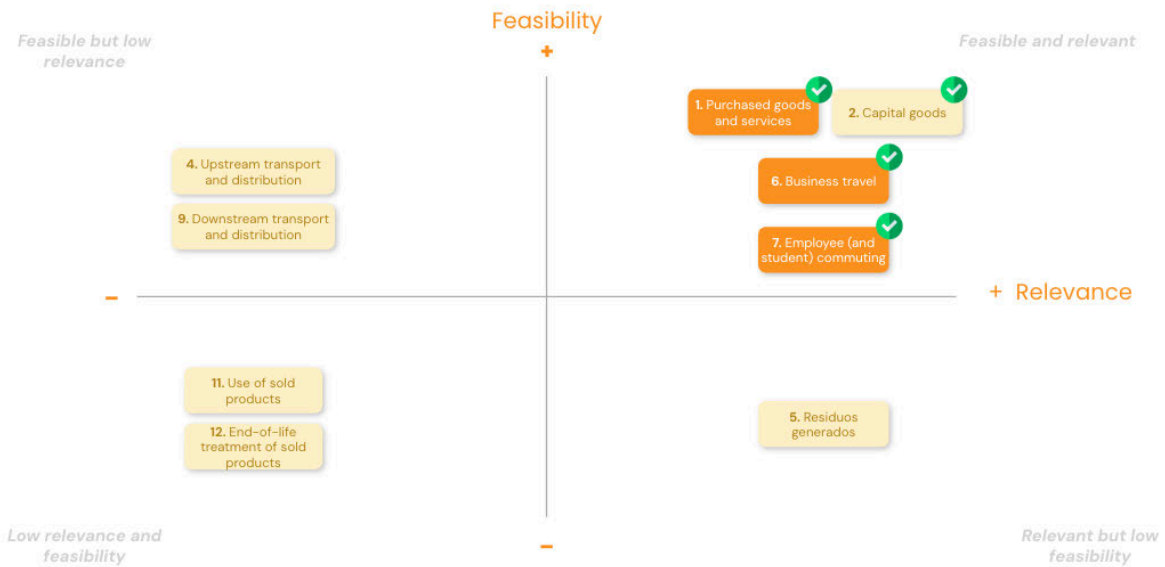 Feasibility
+
Feasible but low
relevance
Feasible and relevant
1. Purchased goods
and services
2. Capital goods
4. Upstream transport
and distribution
6. Business travel
9. Downstream transport
and distribution
7. Employee (and
student) commuting
-
+ Relevance
11. Use of sold
products
12. End-of-life
treatment of sold
products
5. Residuos
generados
Low relevance and
feasibility
-
Relevant but low
feasibility